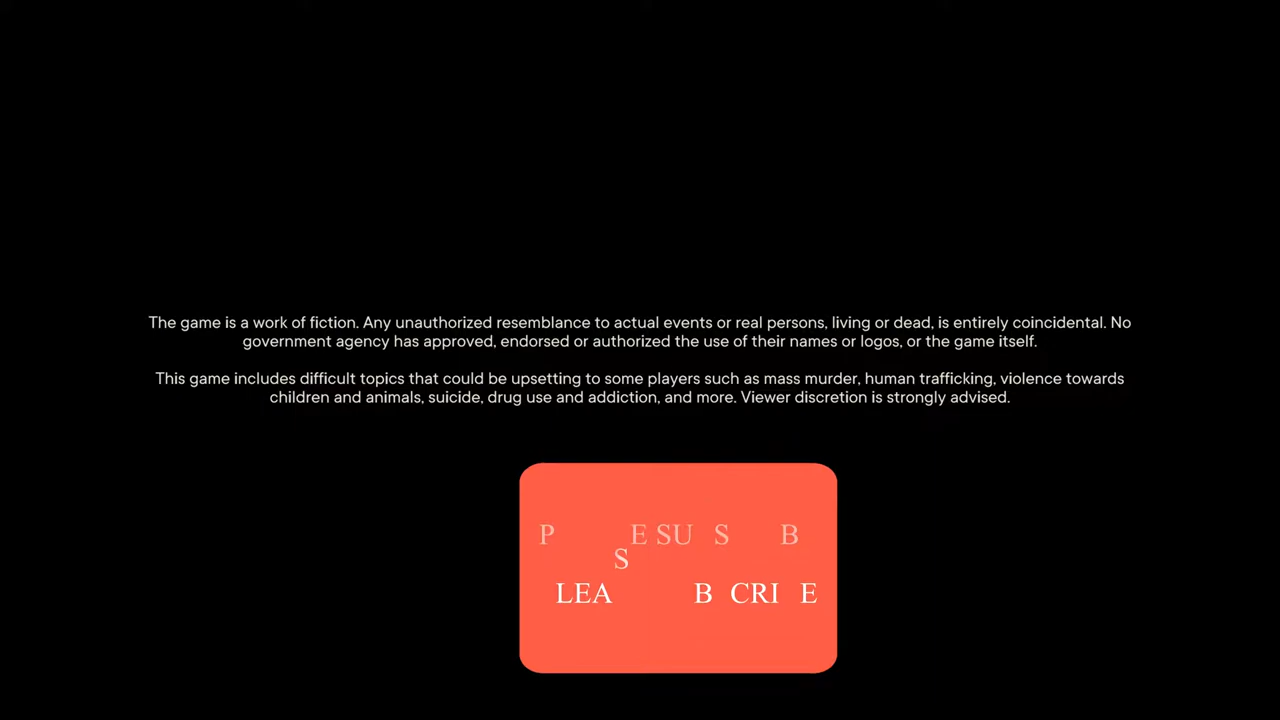 The game is a work of fiction. Any unauthorized resemblance to actual events or real persons, living or dead, is entirely coincidental. No
government agency has approved, endorsed or authorized the use of their names or logos, or the game itself.
This game includes difficult topics that could be upsetting to some players such as mass murder, human trafficking, violence towards
children and animals, suicide, drug use and addiction, and more. Viewer discretion is strongly advised.
PLEASE SUBSCRIBE